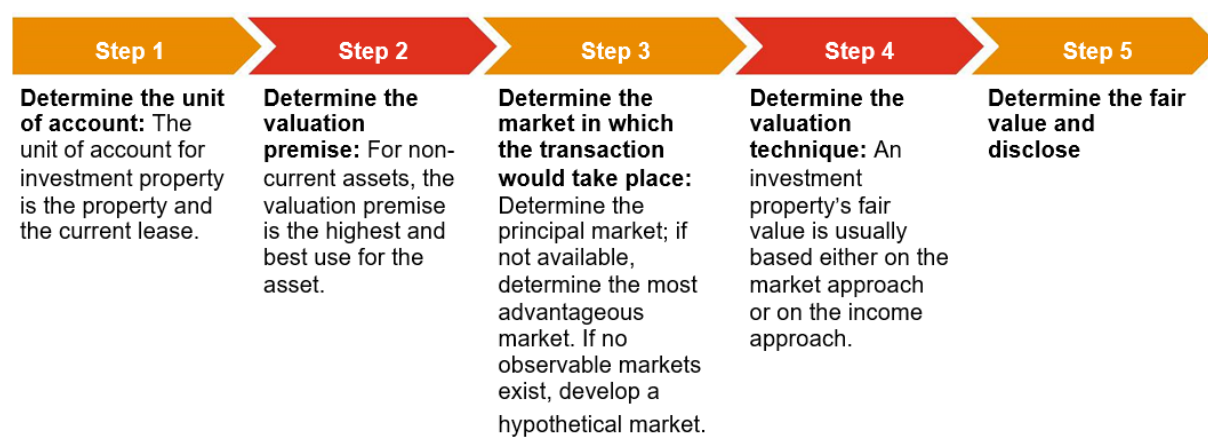 Step 1
Step 2
Step 3
Step 4
Step 5
Determine the unit
of account: The
unit of account for
investment property
is the property and
the current lease.
Determine the
valuation
premise: For non-
current assets, the
valuation premise
is the highest and
best use for the
asset.
Determine the
market in which
the transaction
would take place:
Determine the
principal market; if
not available,
determine the most
advantageous
market. If no
observable markets
exist, develop a
hypothetical market.
Determine the
valuation
technique: An
investment
property's fair
value is usually
based either on the
market approach
or on the income
approach.
Determine the fair
value and
disclose